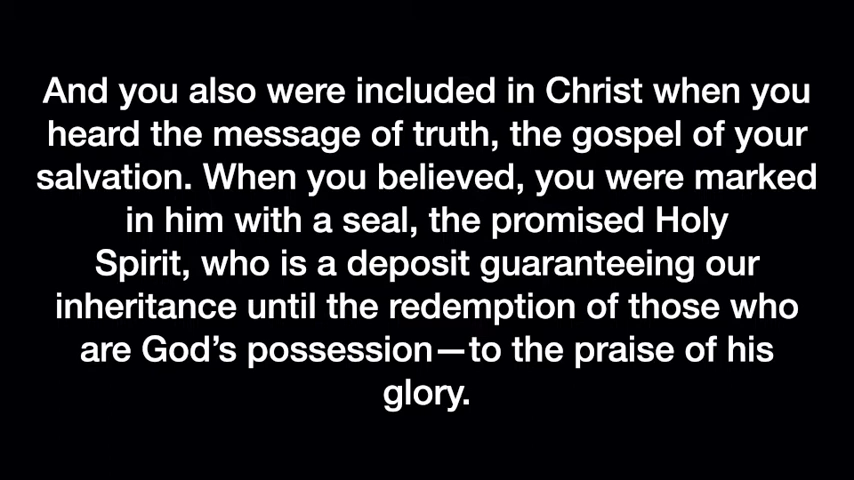 And you also were included in Christ when you
heard the message of truth, the gospel of your
salvation. When you believed, you were marked
in him with a seal, the promised Holy
Spirit, who is a deposit guaranteeing our
inheritance until the redemption of those who
are God’s possession—to the praise of his
glory.